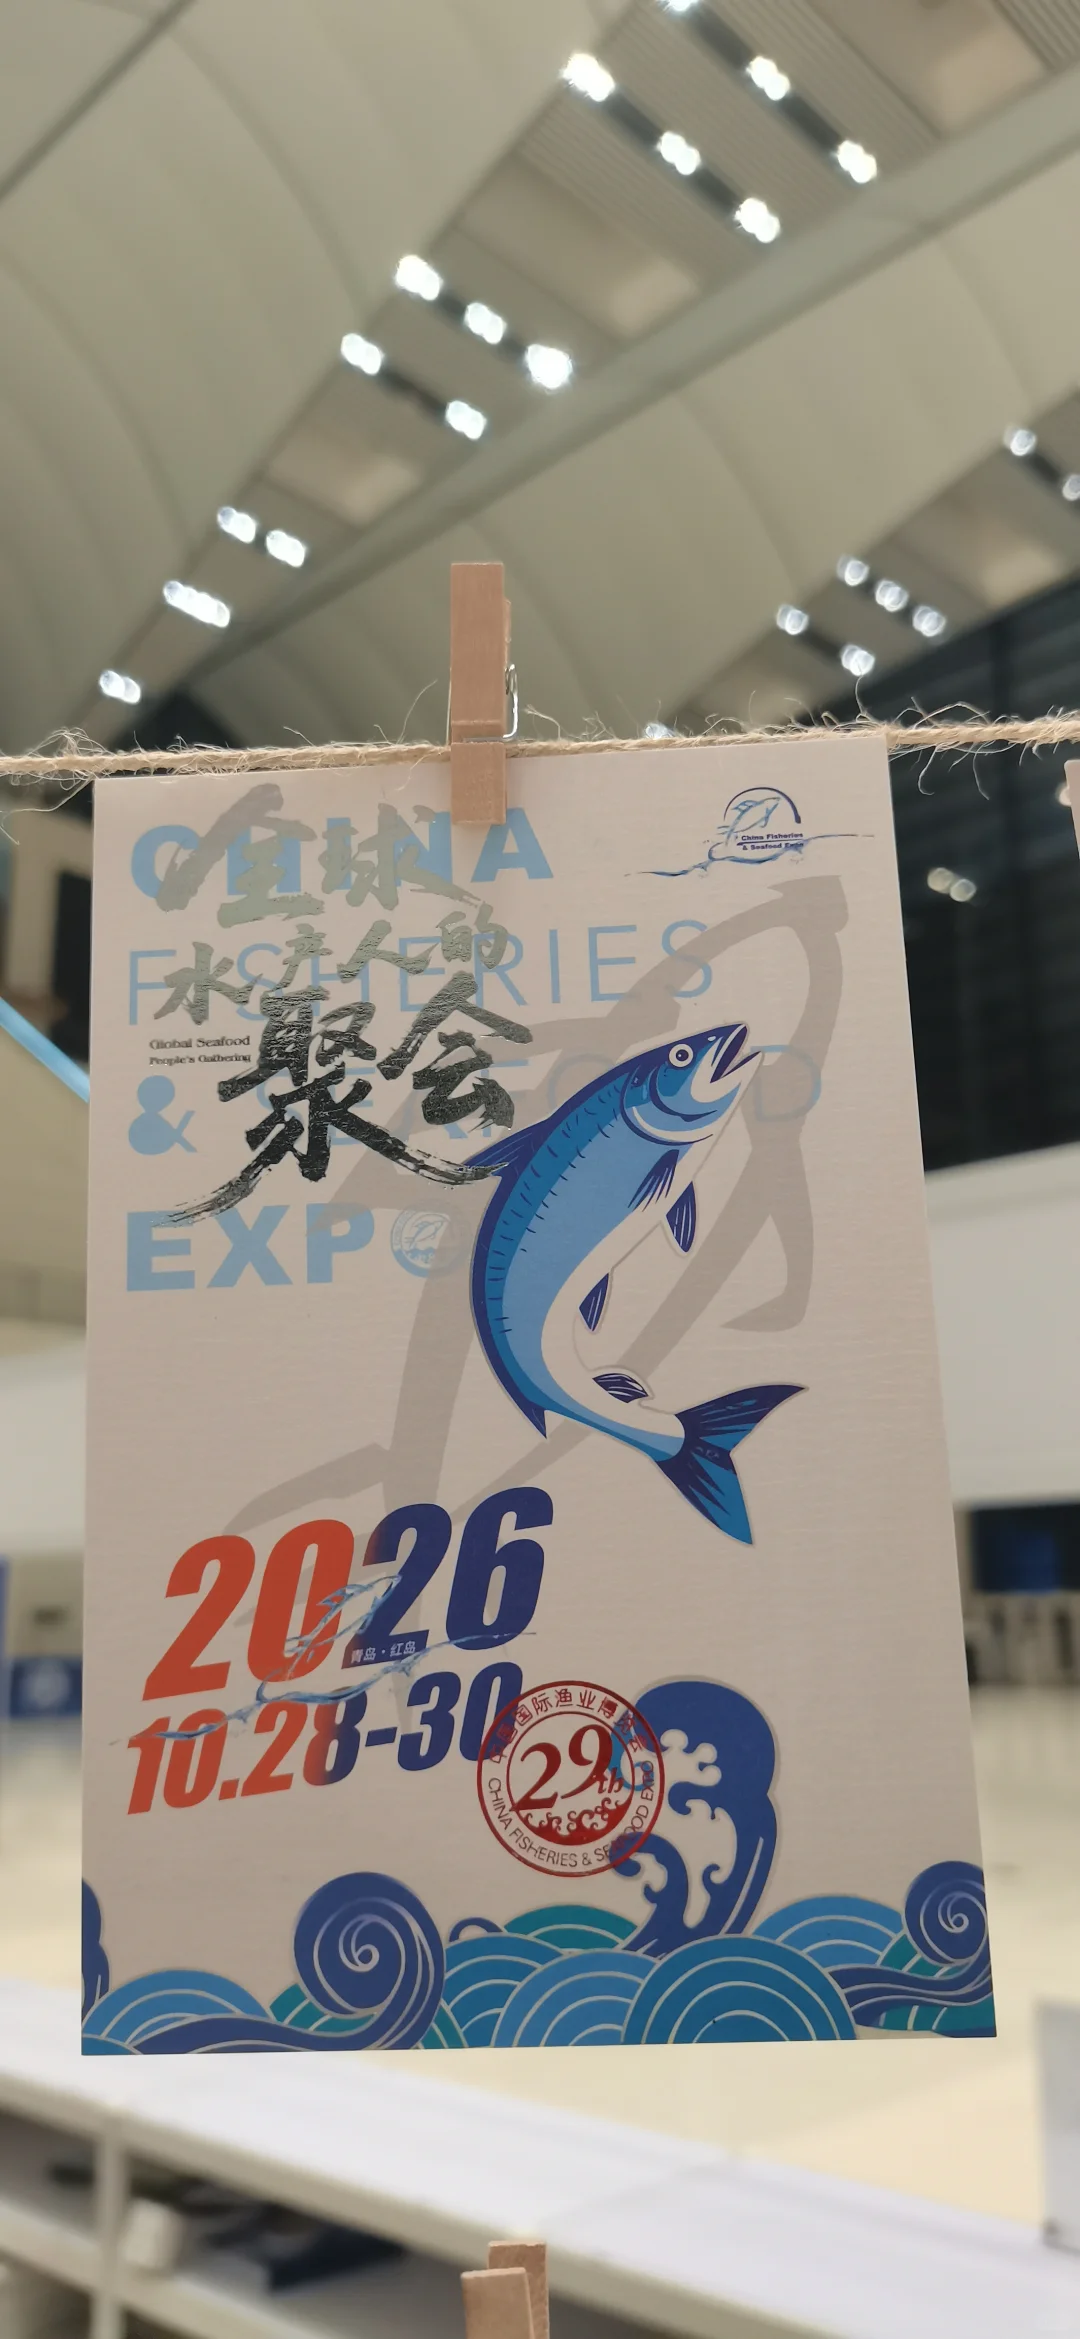 CHINA
全球
FISHERIES
水产人的
Global Seafood
People's Gathering
聚会
& SEAFOOD
EXPO
China Fisheries
& Seafood Expo
2026
青岛·红岛
10.28-30
中国国际渔业博览会
29th
CHINA FISHERIES & SEAFOOD EXPO